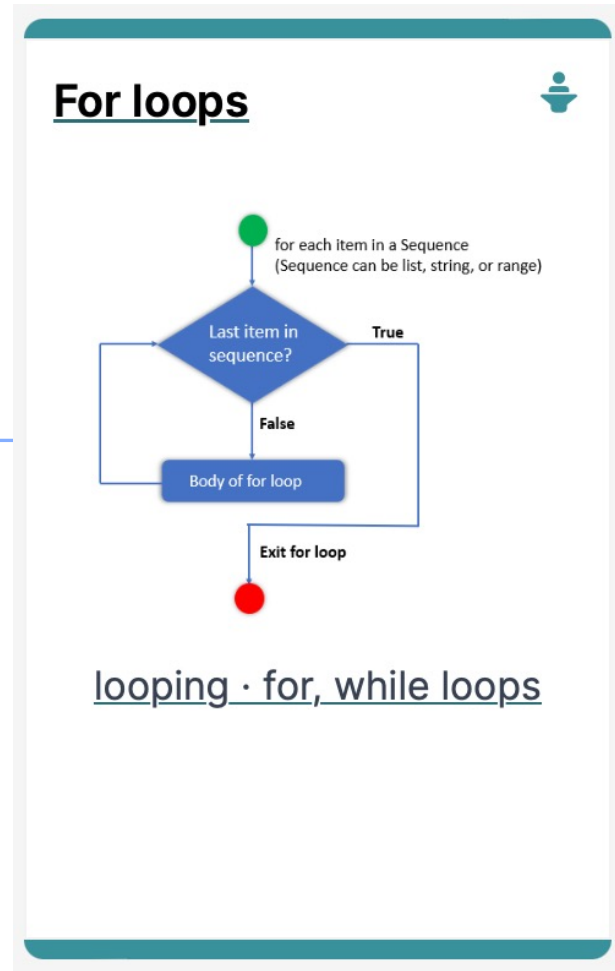 For loops
for each item in a Sequence
(Sequence can be list, string, or range)
Last item in
sequence?
True
False
Body of for loop
Exit for loop
looping · for, while loops